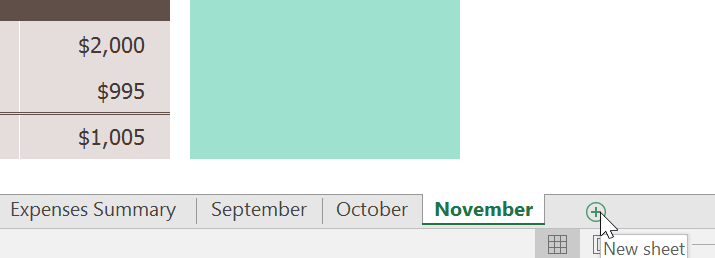 $2,000
$995
$1,005
Expenses Summary September October November
New sheet